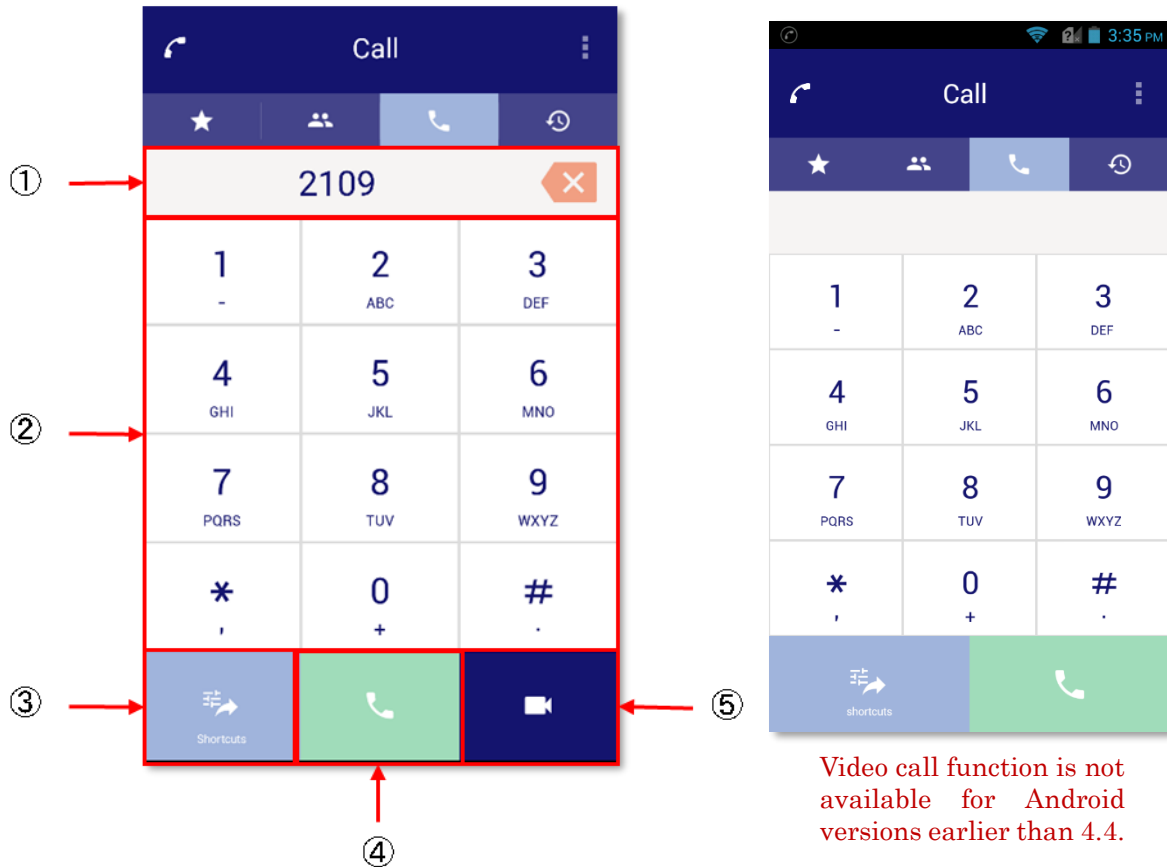 Call
① 2109
1 2 3
- ABC DEF
4 5 6
GHI JKL MNO
②
7 8 9
PQRS TUV WXYZ
* 0 #
, + .
③ ⑤
Shortcuts
④
3:35 PM
Call
1 2 3
- ABC DEF
4 5 6
GHI JKL MNO
7 8 9
PQRS TUV WXYZ
* 0 #
, + .
shortcuts
Video call function is not
available for Android
versions earlier than 4.4.